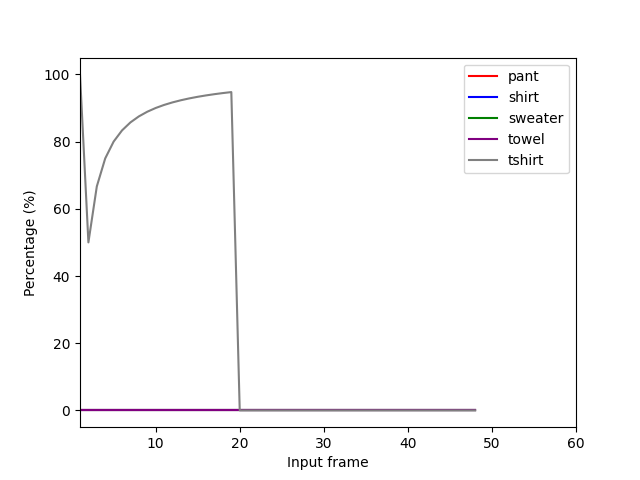 100
80
60
40
20
0
Percentage (%)
10 20 30 40 50 60
Input frame
pant
shirt
sweater
towel
tshirt